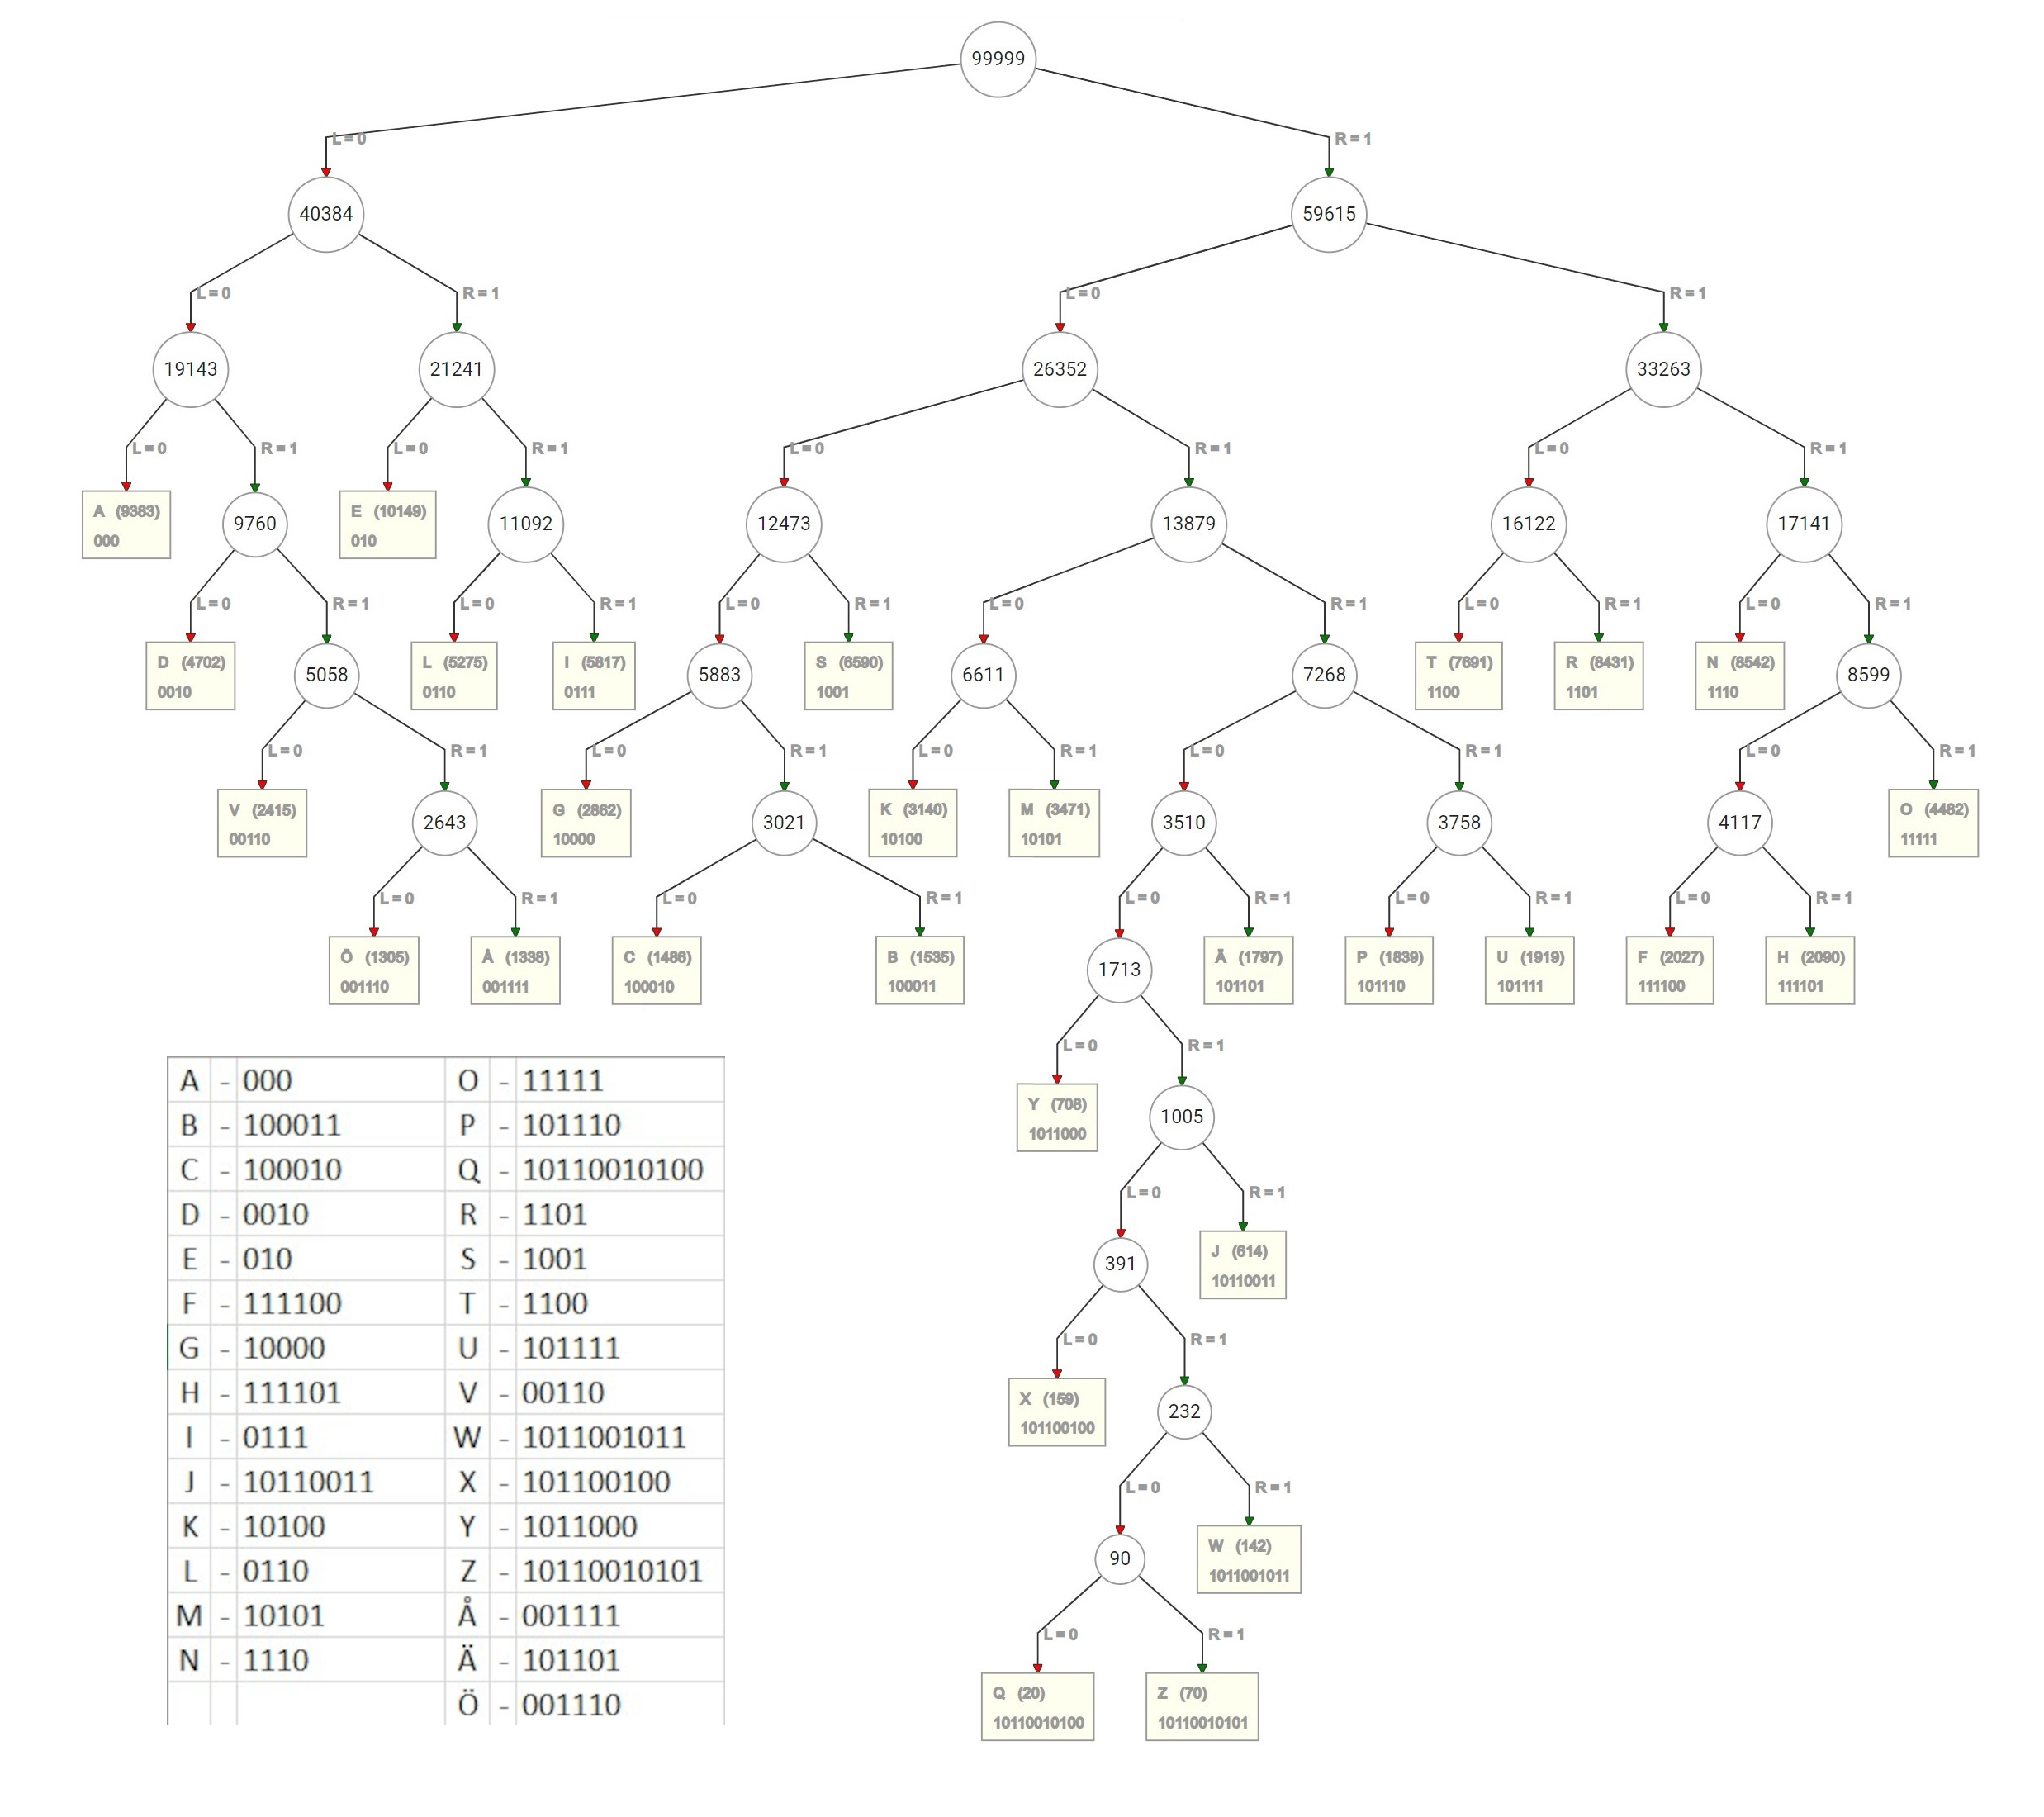 99999
L = 0
R = 1
40384
59615
L = 0
R = 1
L = 0
R = 1
19143
21241
26352
33263
L = 0
R = 1
L = 0
R = 1
L = 0
R = 1
L = 0
R = 1
A (9383)
000
9760
E (10149)
010
11092
12473
13879
16122
17141
L = 0
R = 1
L = 0
R = 1
L = 0
R = 1
L = 0
R = 1
L = 0
R = 1
L = 0
R = 1
D (4702)
0010
5058
L (5275)
0110
I (5817)
0111
5883
S (6590)
1001
6611
7268
T (7691)
1100
R (8431)
1101
N (8542)
1110
8599
L = 0
R = 1
L = 0
R = 1
L = 0
R = 1
L = 0
R = 1
L = 0
R = 1
V (2415)
00110
2643
G (2862)
10000
3021
K (3140)
10100
M (3471)
10101
3510
3758
4117
O (4482)
11111
L = 0
R = 1
L = 0
R = 1
L = 0
R = 1
L = 0
R = 1
L = 0
R = 1
Ö (1305)
001110
Å (1338)
001111
C (1486)
100010
B (1535)
100011
1713
Ä (1797)
101101
P (1839)
101110
U (1919)
101111
F (2027)
111100
H (2090)
111101
L = 0
R = 1
Y (708)
1011000
1005
L = 0
R = 1
391
J (614)
10110011
L = 0
R = 1
X (159)
101100100
232
L = 0
R = 1
90
W (142)
1011001011
L = 0
R = 1
Q (20)
10110010100
Z (70)
10110010101
A - 000 O - 11111
B - 100011 P - 101110
C - 100010 Q - 10110010100
D - 0010 R - 1101
E - 010 S - 1001
F - 111100 T - 1100
G - 10000 U - 101111
H - 111101 V - 00110
I - 0111 W - 1011001011
J - 10110011 X - 101100100
K - 10100 Y - 1011000
L - 0110 Z - 10110010101
M - 10101 Å - 001111
N - 1110 Ä - 101101
Ö - 001110